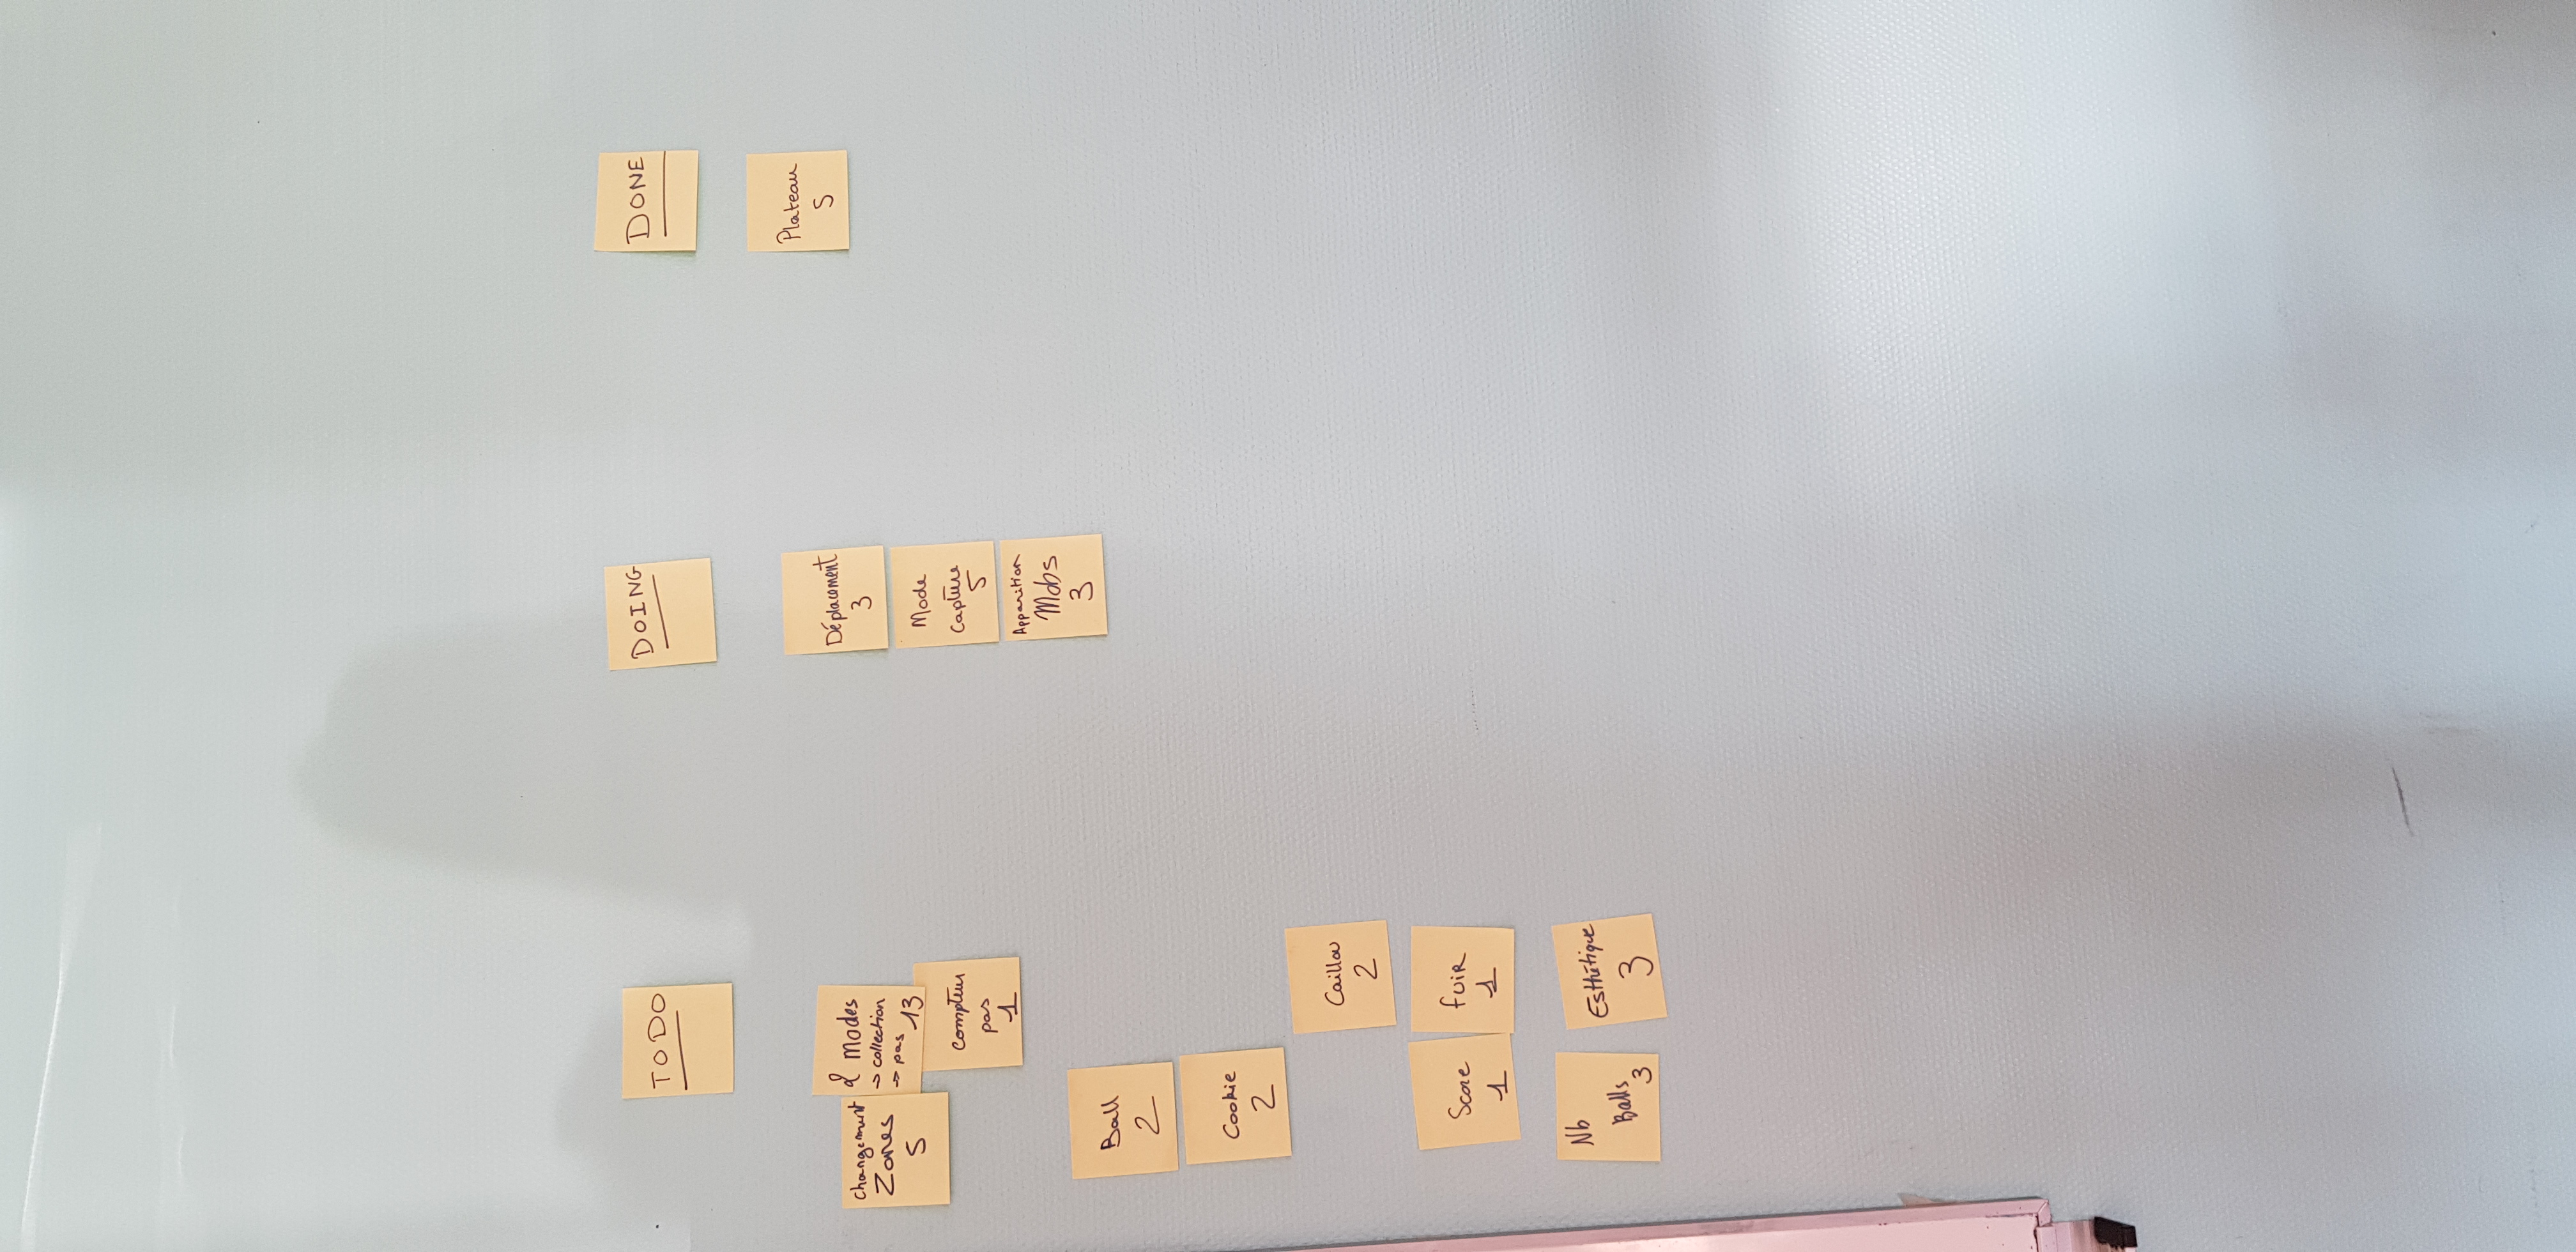 TO DO
Changement
Zones
5
2 modes
→ collection
→ pas 13
compteur
pas
1
Ball
2
Cookie
2
Caillou
2
Score
1
fuir
1
Nb
Balls
3
Esthétique
3
DOING
Déplacement
3
Mode
Capture
5
Apparition
Mobs
3
DONE
Plateau
5